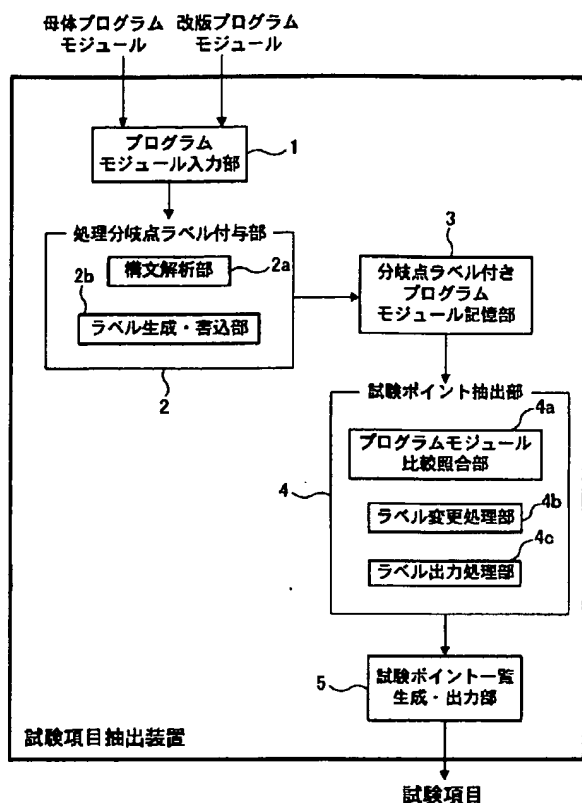 母体プログラム
モジュール
改版プログラム
モジュール
プログラム
モジュール入力部
1
処理分岐点ラベル付与部
構文解析部
2a
2b
ラベル生成・書込部
2
3
分岐点ラベル付き
プログラム
モジュール記憶部
試験ポイント抽出部
4a
プログラムモジュール
比較照合部
4
4b
ラベル変更処理部
4c
ラベル出力処理部
5
試験ポイント一覧
生成・出力部
試験項目抽出装置
試験項目